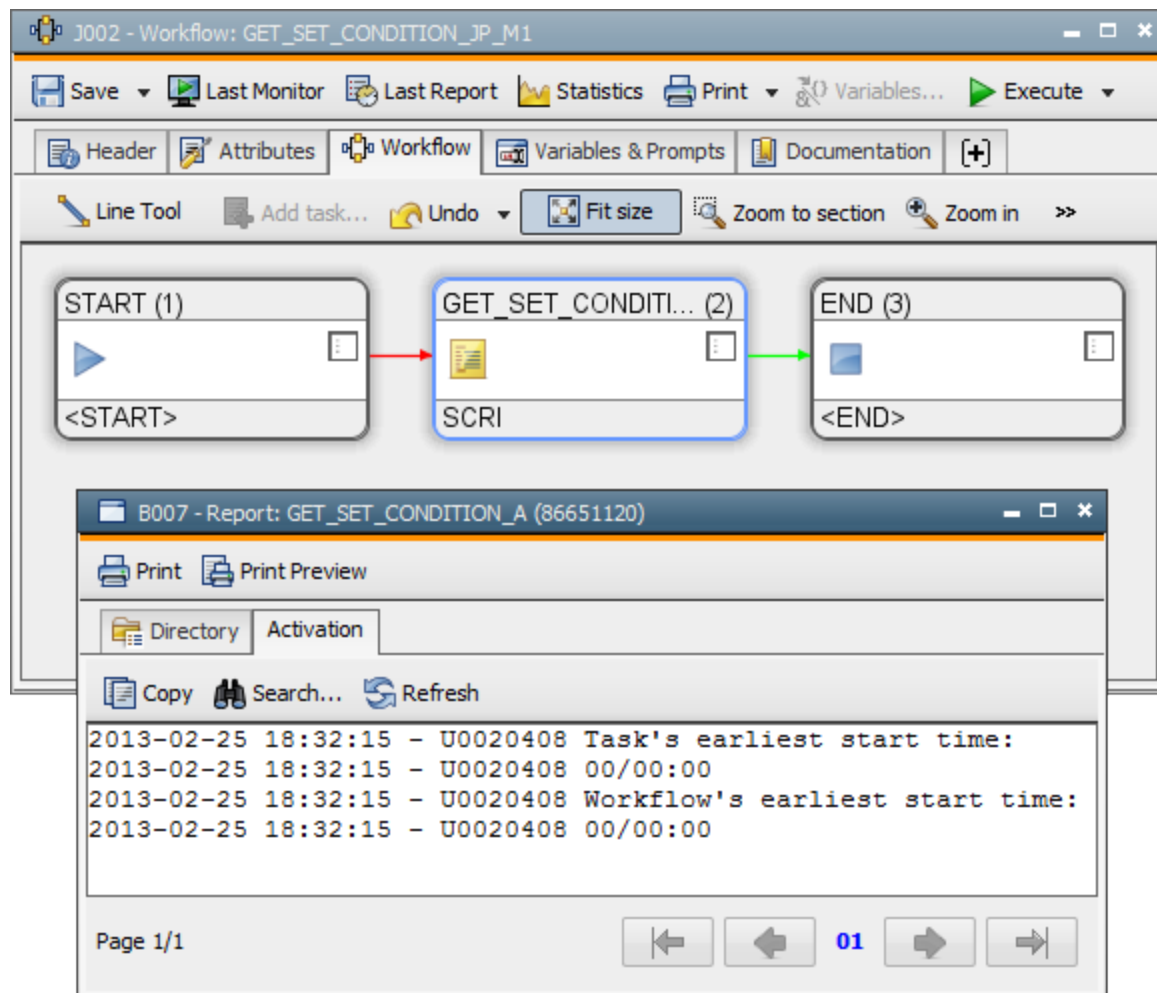 J002 - Workflow: GET_SET_CONDITION_JP_M1
Save Last Monitor Last Report Statistics Print Variables... Execute
Header Attributes Workflow Variables & Prompts Documentation [+]
Line Tool Add task... Undo Fit size Zoom to section Zoom in >>
START (1) GET_SET_CONDITI... (2) END (3)
<START> SCRI <END>
B007 - Report: GET_SET_CONDITION_A (86651120)
Print Print Preview
Directory Activation
Copy Search... Refresh
2013-02-25 18:32:15 - U0020408 Task's earliest start time:
2013-02-25 18:32:15 - U0020408 00/00:00
2013-02-25 18:32:15 - U0020408 Workflow's earliest start time:
2013-02-25 18:32:15 - U0020408 00/00:00
Page 1/1 01